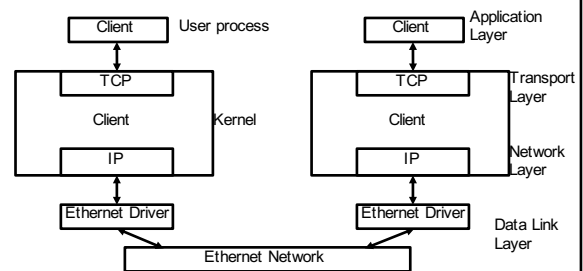 Client
User process
Client
Application
Layer
TCP
TCP
Transport
Layer
Client
Kernel
Client
IP
IP
Network
Layer
Ethernet Driver
Ethernet Driver
Data Link
Layer
Ethernet Network